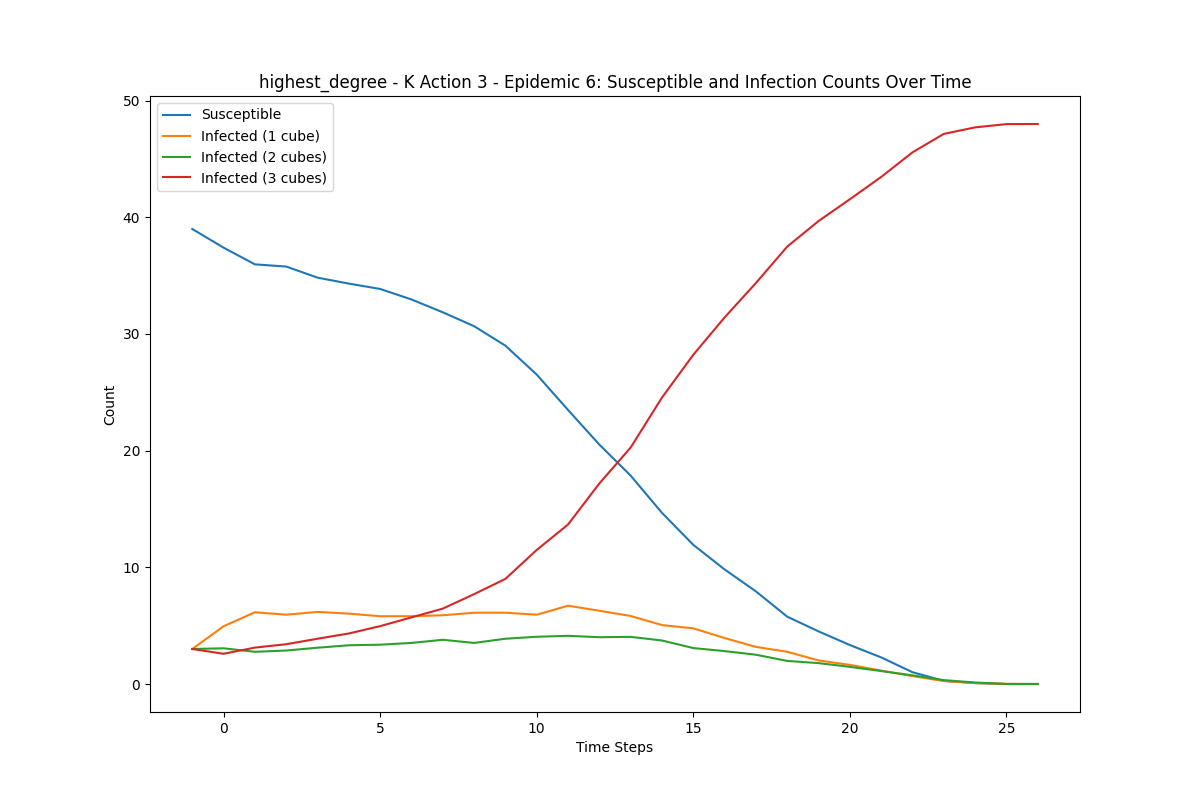 highest_degree - K Action 3 - Epidemic 6: Susceptible and Infection Counts Over Time
50
40
30
20
10
0
Count
Susceptible
Infected (1 cube)
Infected (2 cubes)
Infected (3 cubes)
0 5 10 15 20 25
Time Steps